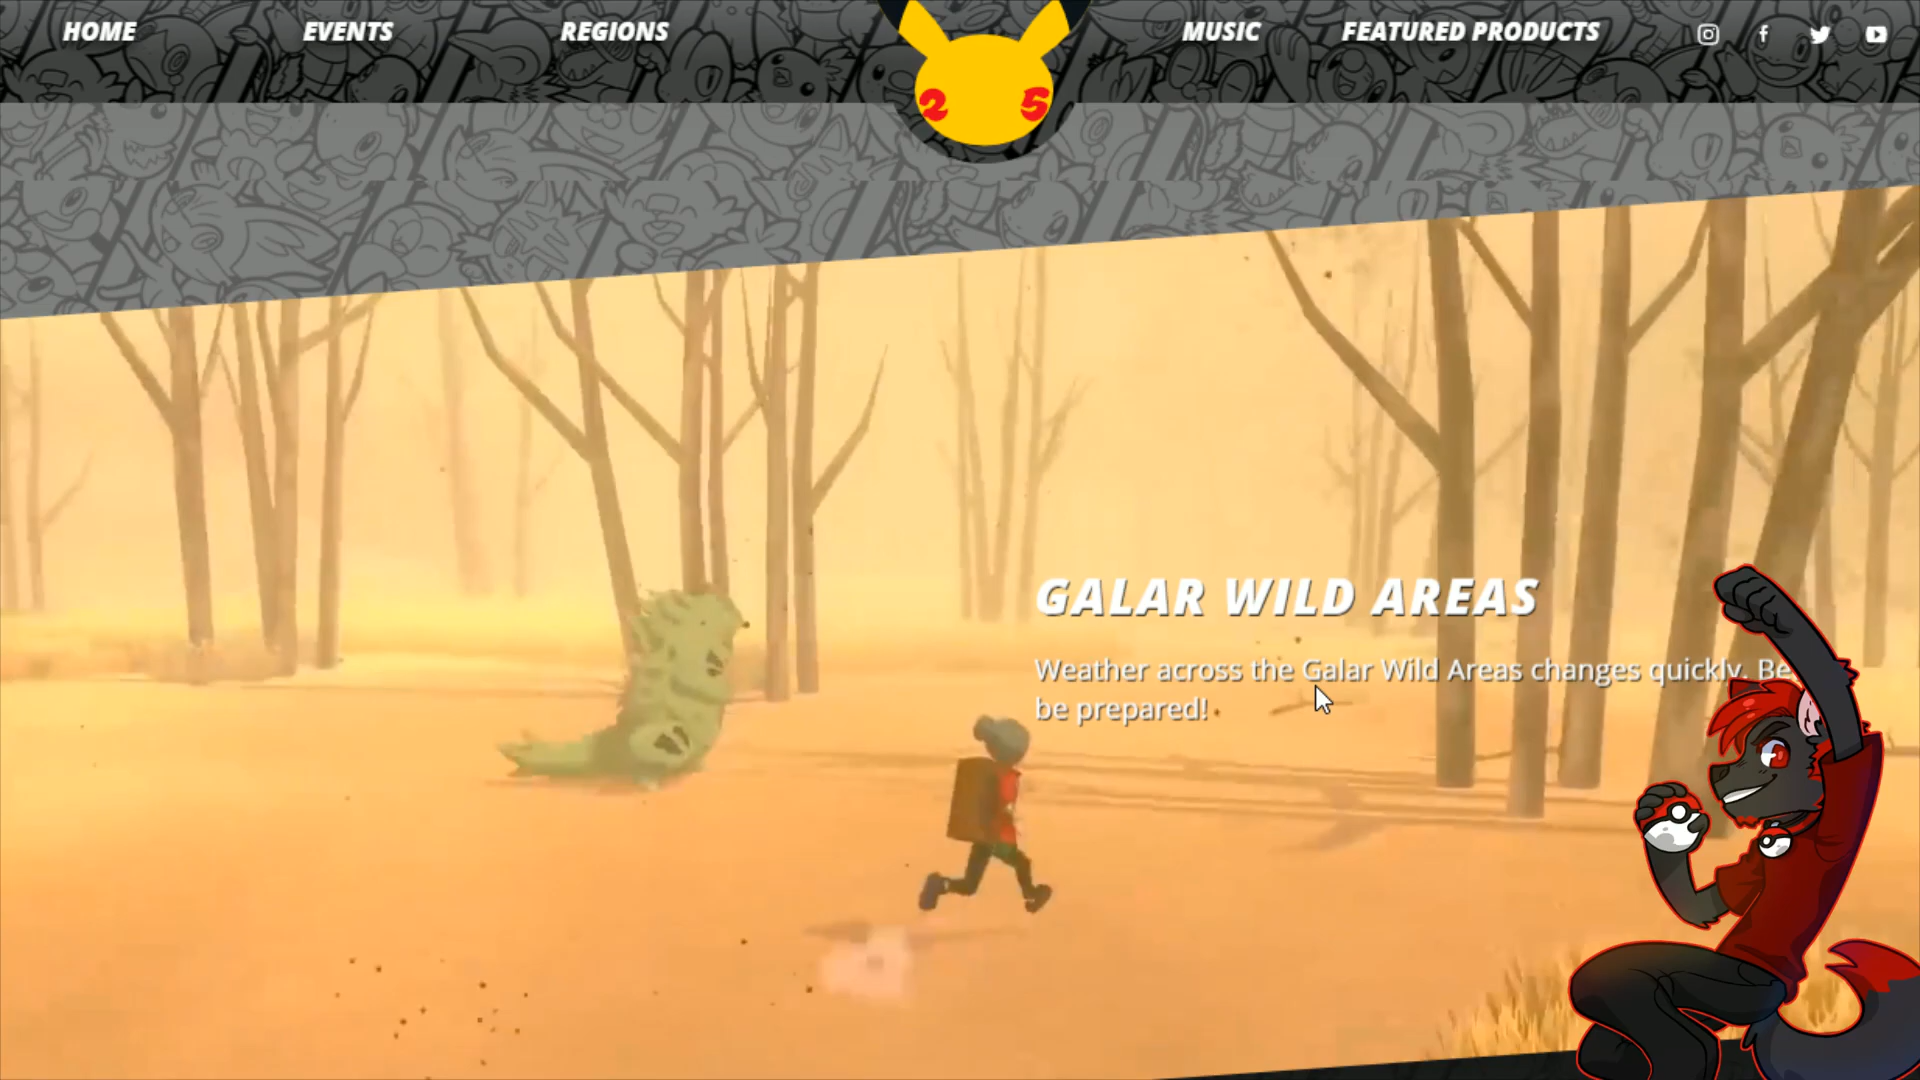 HOME EVENTS REGIONS MUSIC FEATURED PRODUCTS
2 5
GALAR WILD AREAS
Weather across the Galar Wild Areas changes quickly. Be
be prepared!